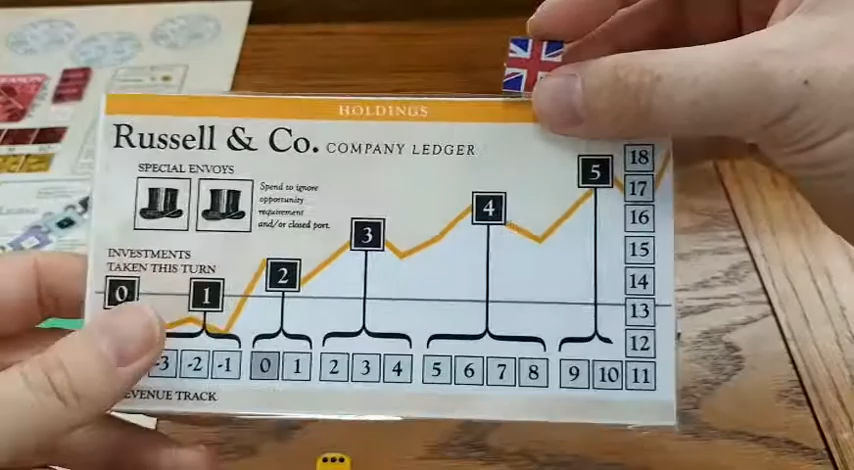 HOLDINGS
Russell & Co. COMPANY LEDGER
SPECIAL ENVOYS
Spend to ignore
opportunity
requirement
and/or closed port.
INVESTMENTS
TAKEN THIS TURN
0
1
2
3
4
5
18
17
16
15
14
13
12
-3 -2 -1 0 1 2 3 4 5 6 7 8 9 10 11
REVENUE TRACK